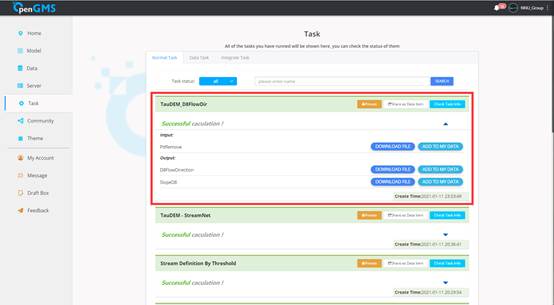 OpenGMS
NNU_Group
Home
Model
Data
Server
Task
Community
Theme
My Account
Message
Draft Box
Feedback
Task
All of the tasks you have runned will be shown here, you can check the status of them
Normal Task Data Task Integrate Task
Task status: all please enter name SEARCH
TauDEM_D8FlowDir Private Share as Data Item Check Task Info
Successful caculation !
Input:
PitRemove DOWNLOAD FILE ADD TO MY DATA
Output:
D8FlowDirection DOWNLOAD FILE ADD TO MY DATA
SlopeD8 DOWNLOAD FILE ADD TO MY DATA
Create Time:2021-01-11 23:23:49
TauDEM - StreamNet Private Share as Data Item Check Task Info
Successful caculation !
Create Time:2021-01-11 20:36:41
Stream Definition By Threshold Private Share as Data Item Check Task Info
Successful caculation !
Create Time:2021-01-11 20:29:54